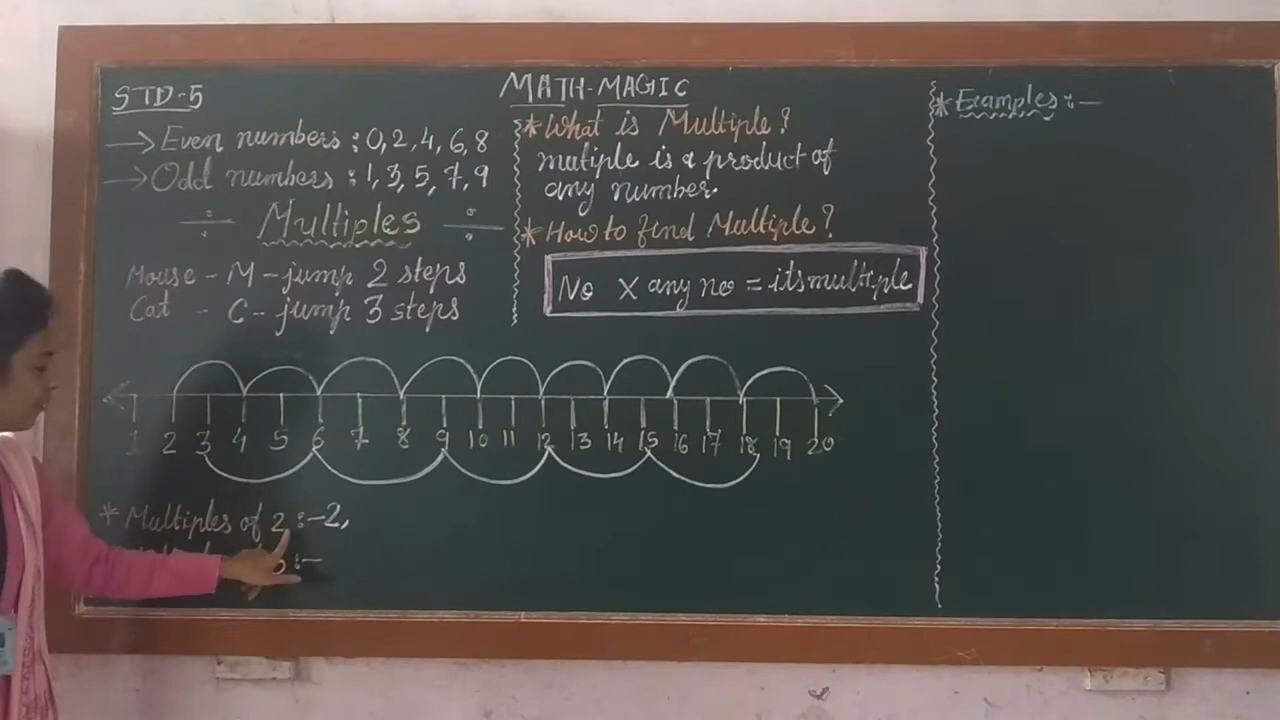 MATH-MAGIC
STD-5
→ Even numbers : 0, 2, 4, 6, 8
→ Odd numbers : 1, 3, 5, 7, 9
÷ Multiples ÷
Mouse - M - jump 2 steps
Cat - C - jump 3 steps
* What is Multiple?
mutiple is a product of
any number.
* How to find Multiple?
No X any no = its multiple
* Examples :-
1 2 3 4 5 6 7 8 9 10 11 12 13 14 15 16 17 18 19 20
* Multiples of 2 :- 2,
:-